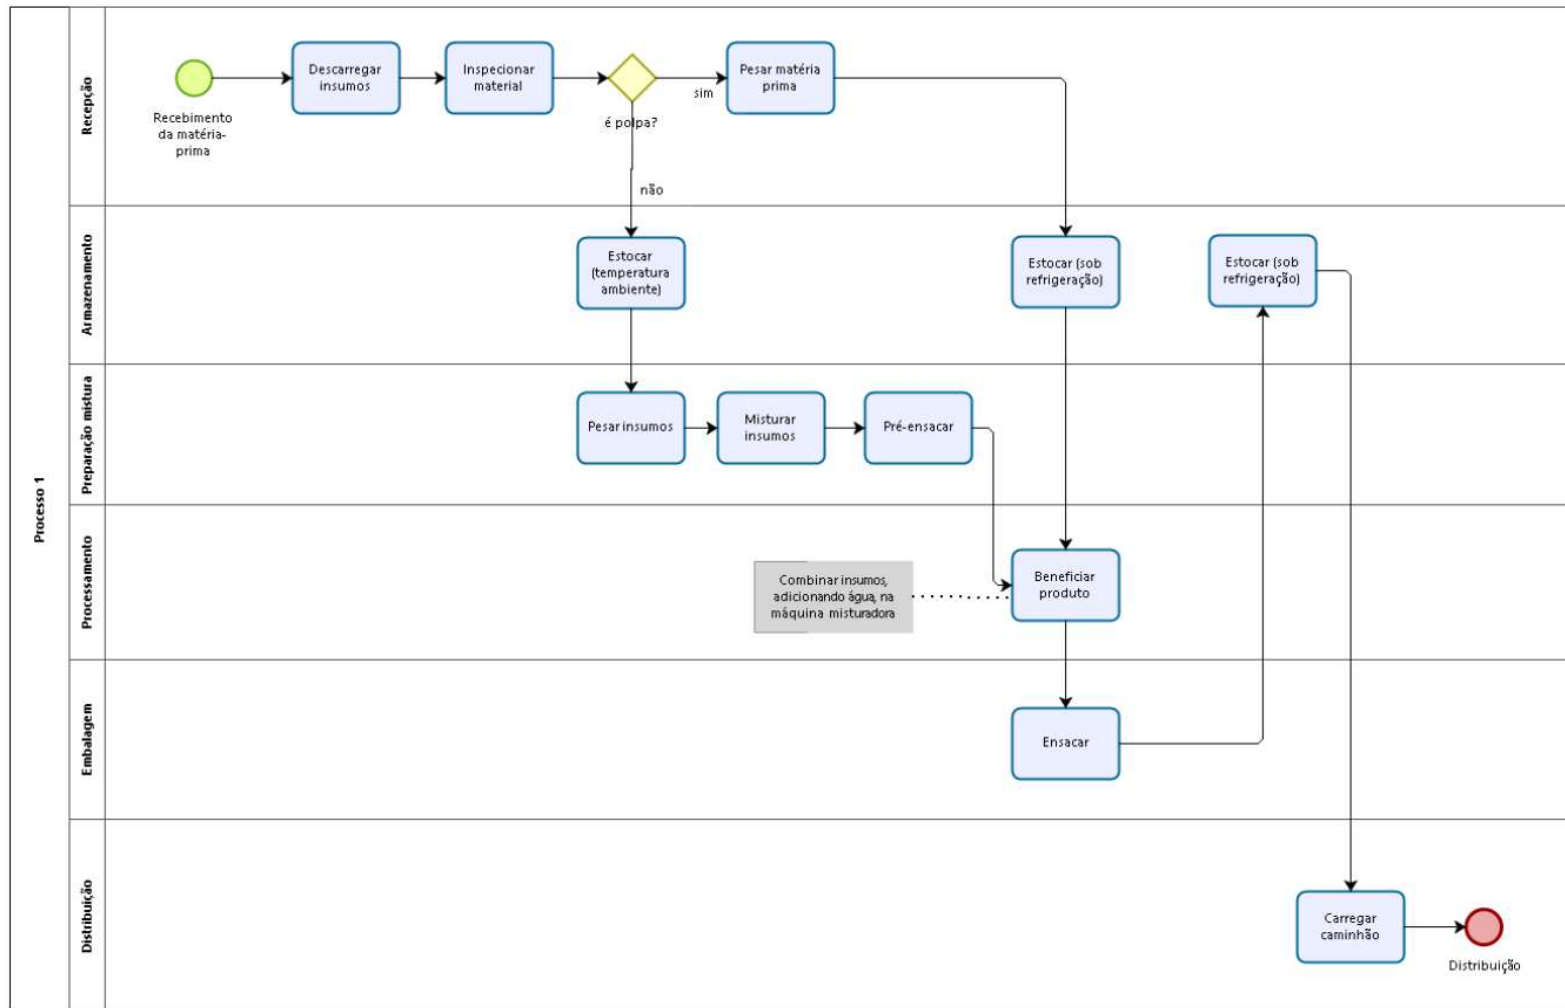 Processo 1
Recepção
Recebimento
da matéria-
prima
Descarregar
insumos
Inspecionar
material
é polpa?
sim
não
Pesar matéria
prima
Armazenamento
Estocar
(temperatura
ambiente)
Estocar (sob
refrigeração)
Estocar (sob
refrigeração)
Preparação mistura
Pesar insumos
Misturar
insumos
Pré-ensacar
Processamento
Combinar insumos,
adicionando água, na
máquina misturadora
Beneficiar
produto
Embalagem
Ensacar
Distribuição
Carregar
caminhão
Distribuição